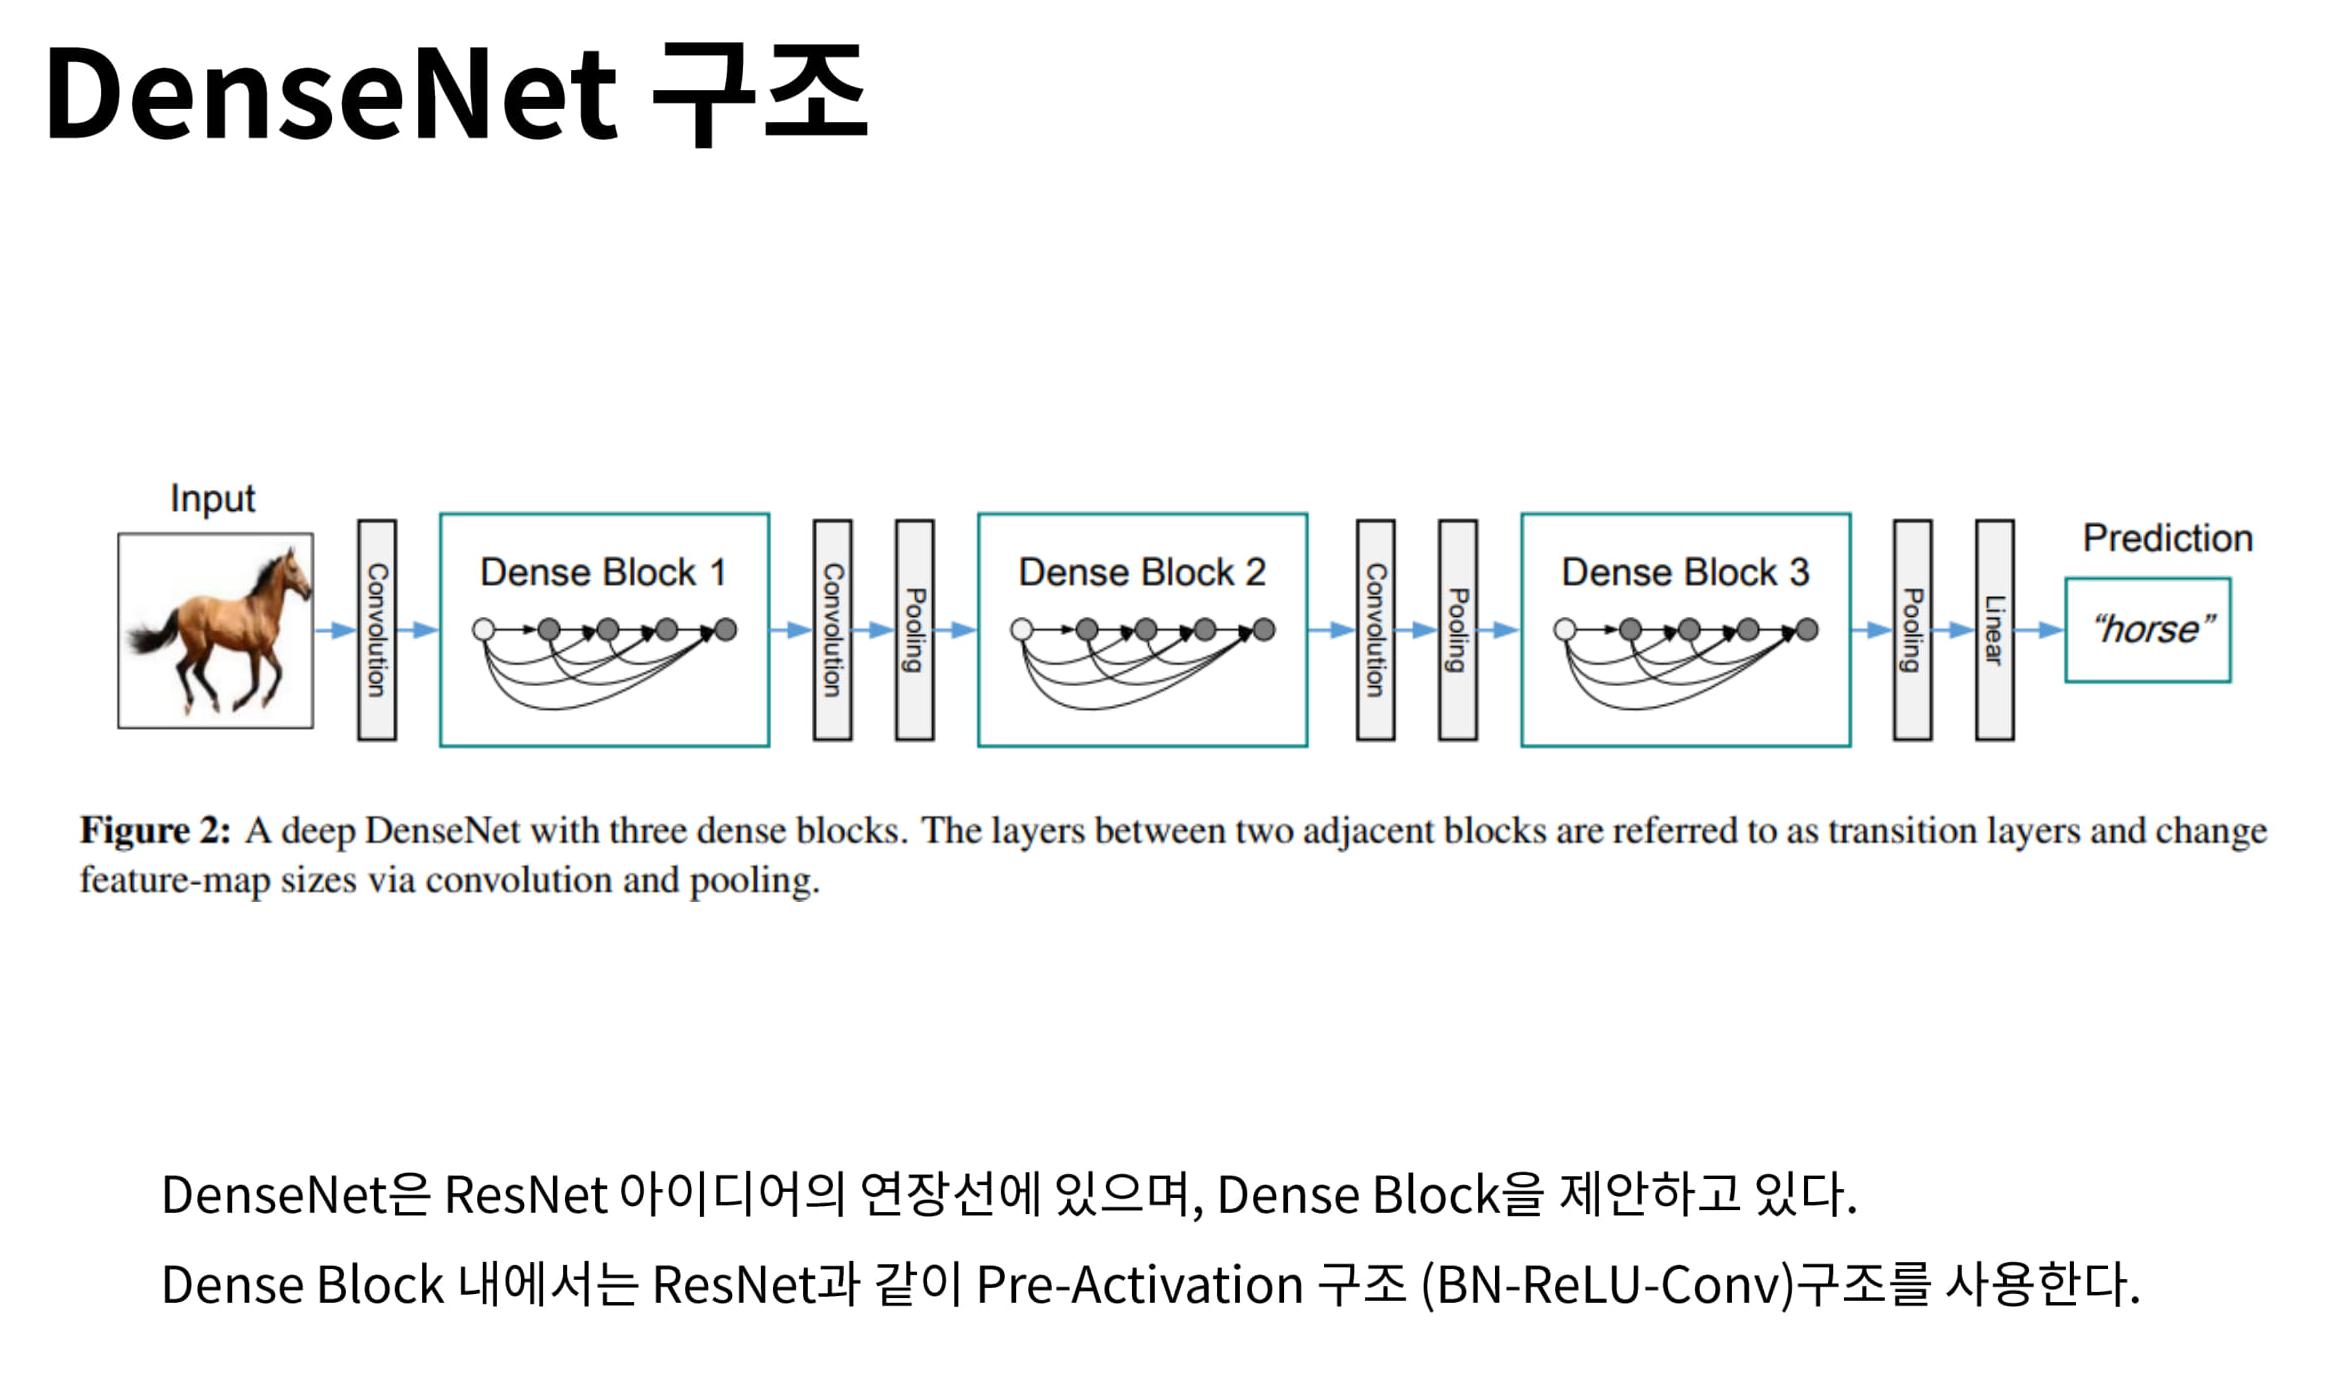 DenseNet 구조
Input
Convolution
Dense Block 1
Convolution
Pooling
Dense Block 2
Convolution
Pooling
Dense Block 3
Pooling
Linear
Prediction
“horse”
Figure 2: A deep DenseNet with three dense blocks. The layers between two adjacent blocks are referred to as transition layers and change
feature-map sizes via convolution and pooling.
DenseNet은 ResNet 아이디어의 연장선에 있으며, Dense Block을 제안하고 있다.
Dense Block 내에서는 ResNet과 같이 Pre-Activation 구조 (BN-ReLU-Conv)구조를 사용한다.